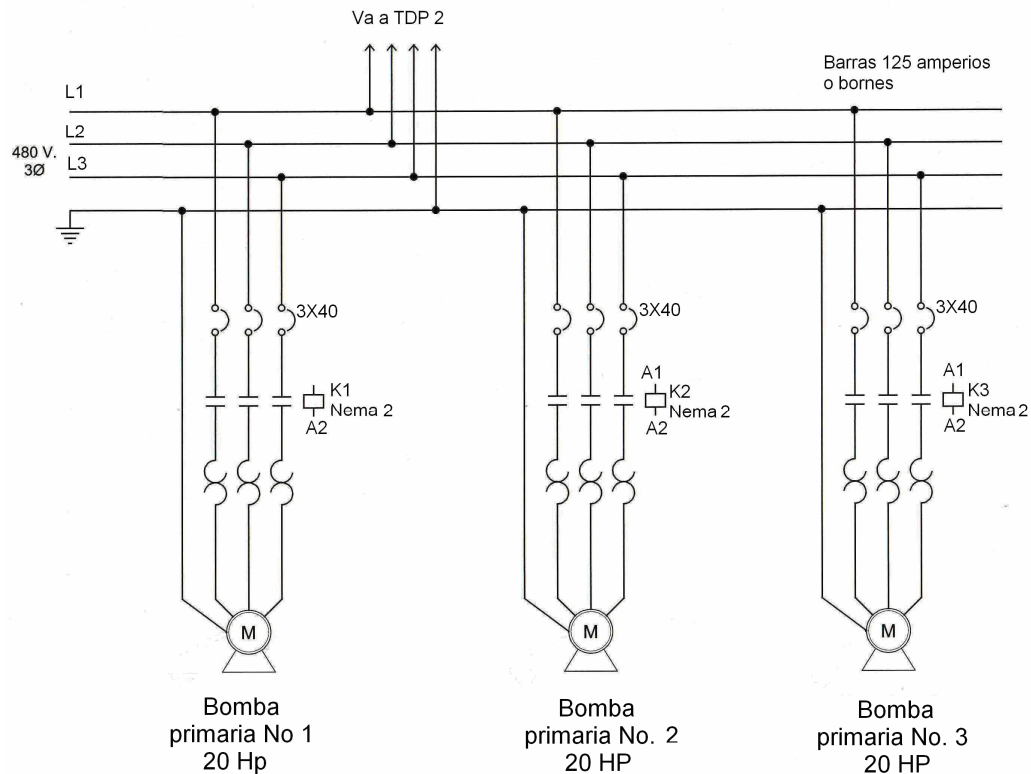 Va a TDP 2
Barras 125 amperios
o bornes
L1
L2
480 V.
3Ø
L3
3X40
3X40
3X40
K1
Nema 2
A2
A1
K2
Nema 2
A2
A1
K3
Nema 2
A2
M
M
M
Bomba
primaria No 1
20 Hp
Bomba
primaria No. 2
20 HP
Bomba
primaria No. 3
20 HP